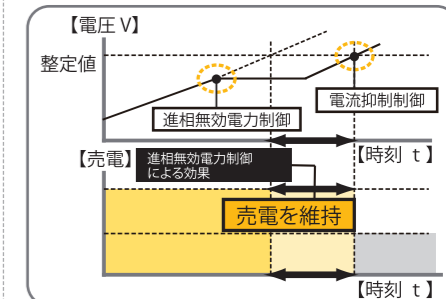 【電圧 V】
整定値
進相無効電力制御
電流抑制制御
【時刻 t】
【売電】
進相無効電力制御
による効果
売電を維持
【時刻 t】